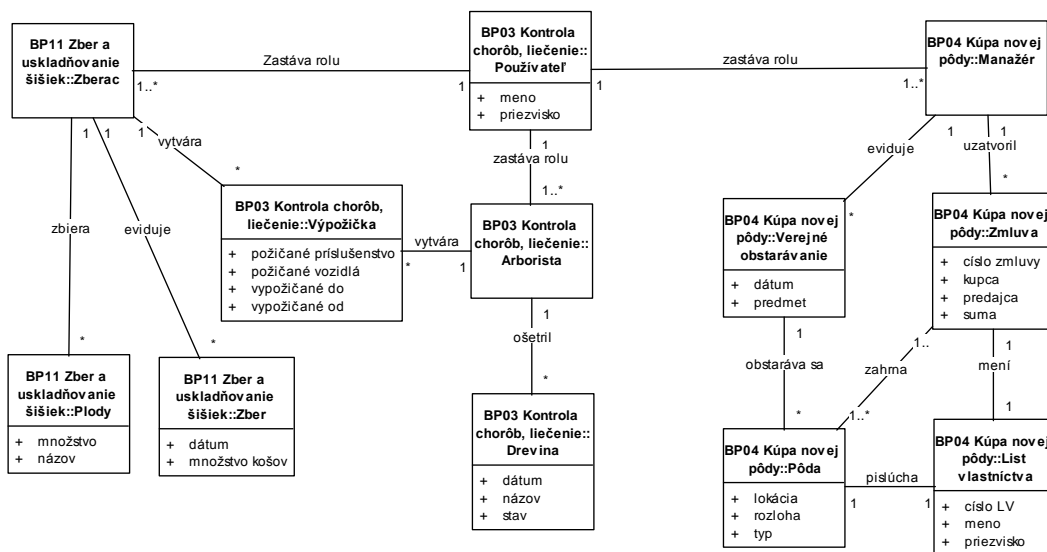 BP11 Zber a
uskladňovanie
šišiek::Zberac
Zastáva rolu
1..*
1
BP03 Kontrola
chorôb, liečenie::
Používateľ
+ meno
+ priezvisko
zastáva rolu
1
1..*
BP04 Kúpa novej
pôdy::Manažér
1
1
1
vytvára
*
1
zastáva rolu
1..*
1
eviduje
*
1
uzatvoril
*
zbiera
*
eviduje
*
BP03 Kontrola chorôb,
liečenie::Výpožička
+ požičané príslušenstvo
+ požičané vozidlá
+ vypožičané do
+ vypožičané od
vytvára
*
1
BP03 Kontrola
chorôb, liečenie::
Arborista
BP04 Kúpa novej
pôdy::Verejné
obstarávanie
+ dátum
+ predmet
BP04 Kúpa novej
pôdy::Zmluva
+ císlo zmluvy
+ kupca
+ predajca
+ suma
1
ošetril
*
1
obstaráva sa
*
1..
zahrna
1..*
1
mení
1
BP11 Zber a
uskladňovanie
šišiek::Plody
+ množstvo
+ názov
BP11 Zber a
uskladňovanie
šišiek::Zber
+ dátum
+ množstvo košov
BP03 Kontrola
chorôb, liečenie::
Drevina
+ dátum
+ názov
+ stav
BP04 Kúpa novej
pôdy::Pôda
+ lokácia
+ rozloha
+ typ
pislúcha
1
1
BP04 Kúpa novej
pôdy::List
vlastníctva
+ císlo LV
+ meno
+ priezvisko